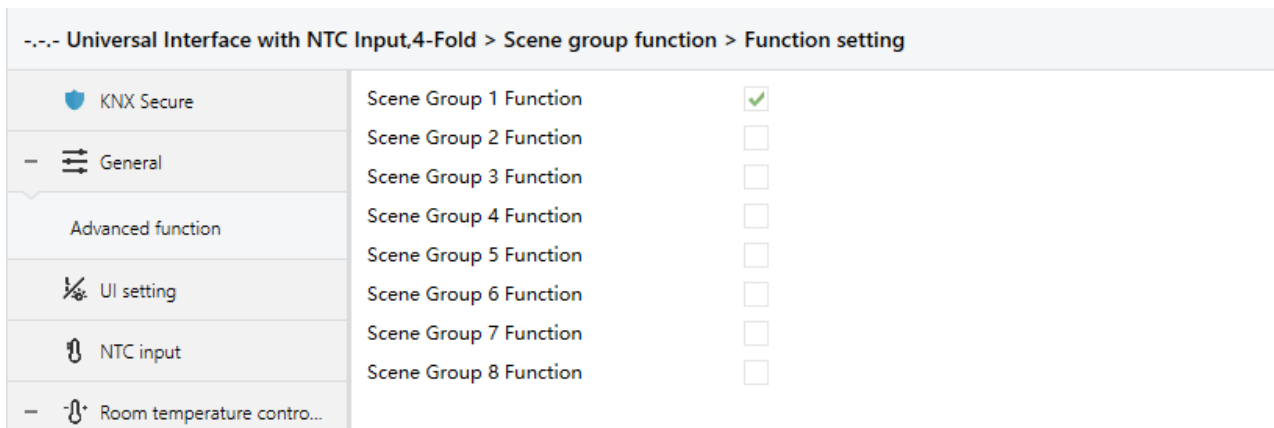 -.-.- Universal Interface with NTC Input,4-Fold > Scene group function > Function setting
KNX Secure
General
Advanced function
UI setting
NTC input
Room temperature contro...
Scene Group 1 Function
Scene Group 2 Function
Scene Group 3 Function
Scene Group 4 Function
Scene Group 5 Function
Scene Group 6 Function
Scene Group 7 Function
Scene Group 8 Function